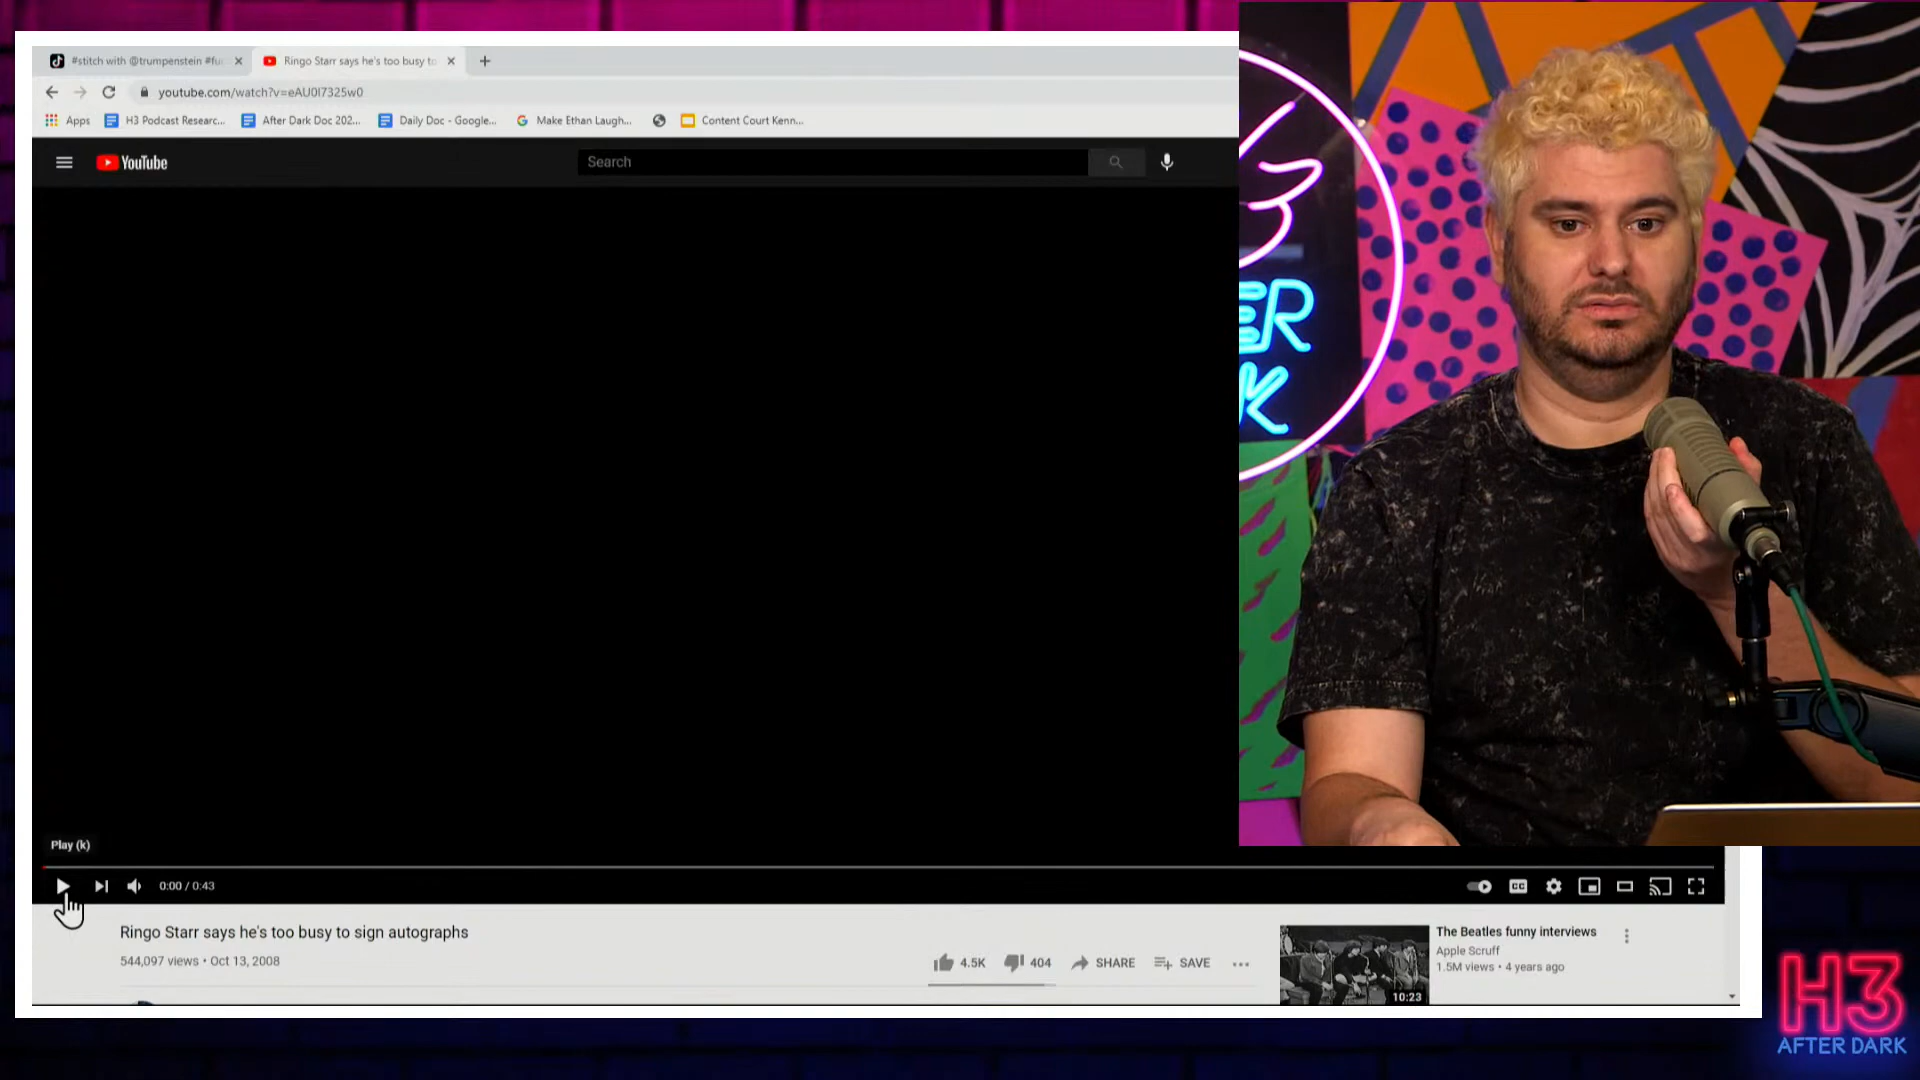 #stitch with @trumpenstein #fu
Ringo Starr says he's too busy to
youtube.com/watch?v=eAU0I7325w0
Apps
H3 Podcast Researc...
After Dark Doc 202...
Daily Doc - Google...
Make Ethan Laugh...
Content Court Kenn...
YouTube
Search
ER
K
Play (k)
0:00 / 0:43
CC
Ringo Starr says he's too busy to sign autographs
544,097 views • Oct 13, 2008
4.5K
404
SHARE
SAVE
The Beatles funny interviews
Apple Scruff
1.5M views • 4 years ago
10:23
H3
AFTER DARK